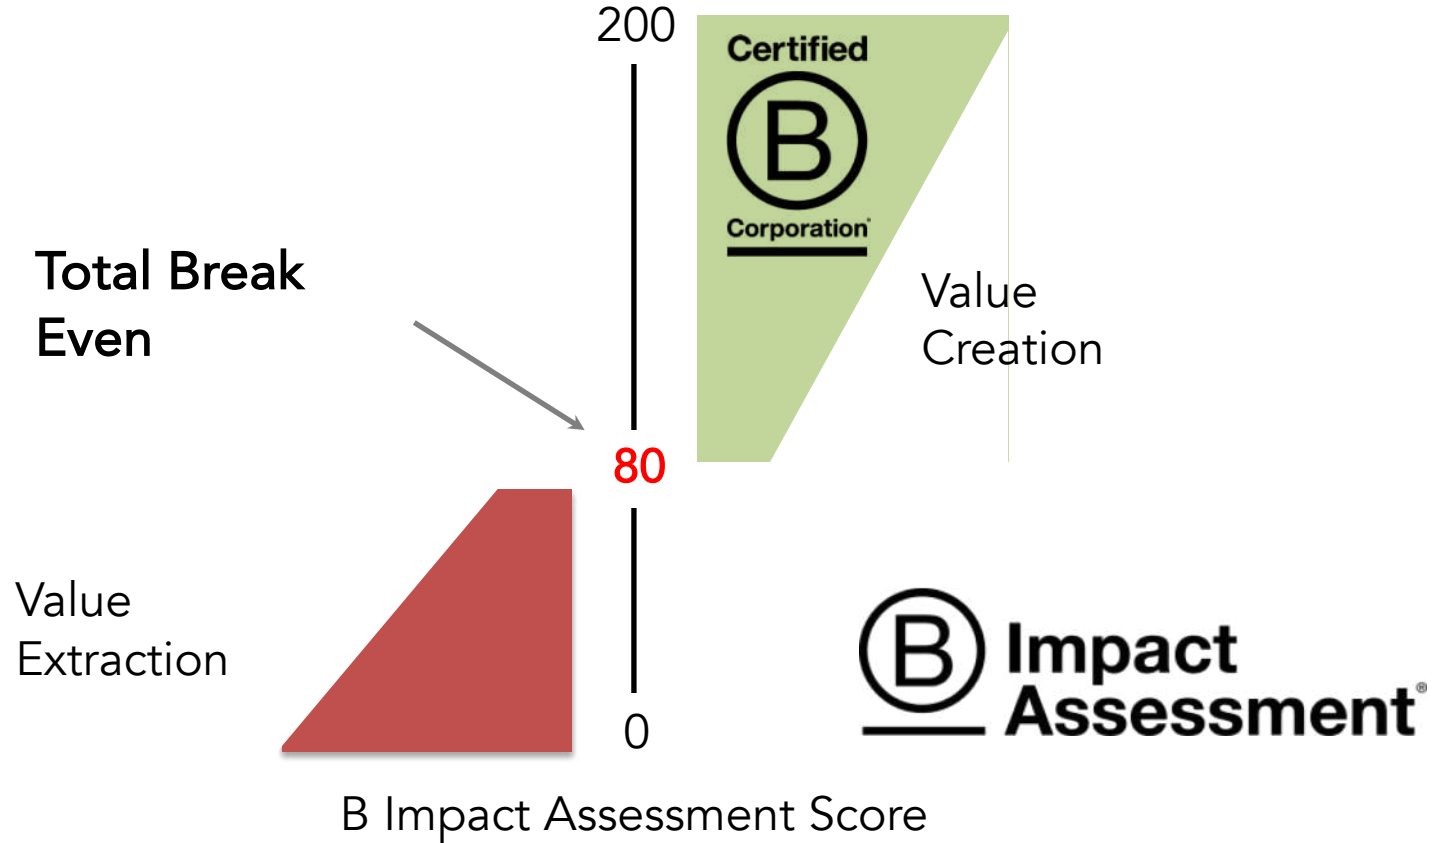 200
Certified
B
Corporation®
Total Break
Even
Value
Creation
80
Value
Extraction
B Impact
Assessment®
0
B Impact Assessment Score